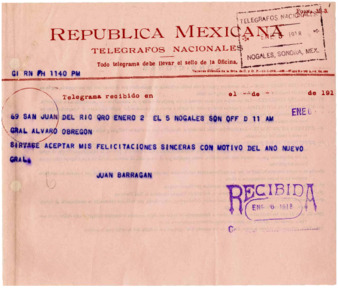 REPUBLICA MEXICANA
TELEGRAFOS NACIONALES
TELEGRAFOS NACIONALES
NOGALES, SONORA, MEX.
Todo telegrama debe llevar el sello de la Oficina.
GI RN PH 1140 PM
Telegrama recibido en el de de 191
69 SAN JUAN DEL RIO QRO ENERO 2 EL 5 NOGALES SON OFF D 11 AM
ENE
GRAL ALVARO OBREGON
SIRVASE ACEPTAR MIS FELICITACIONES SINCERAS CON MOTIVO DEL ANO NUEVO
GRAL
JUAN BARRAGAN
RECIBIDA